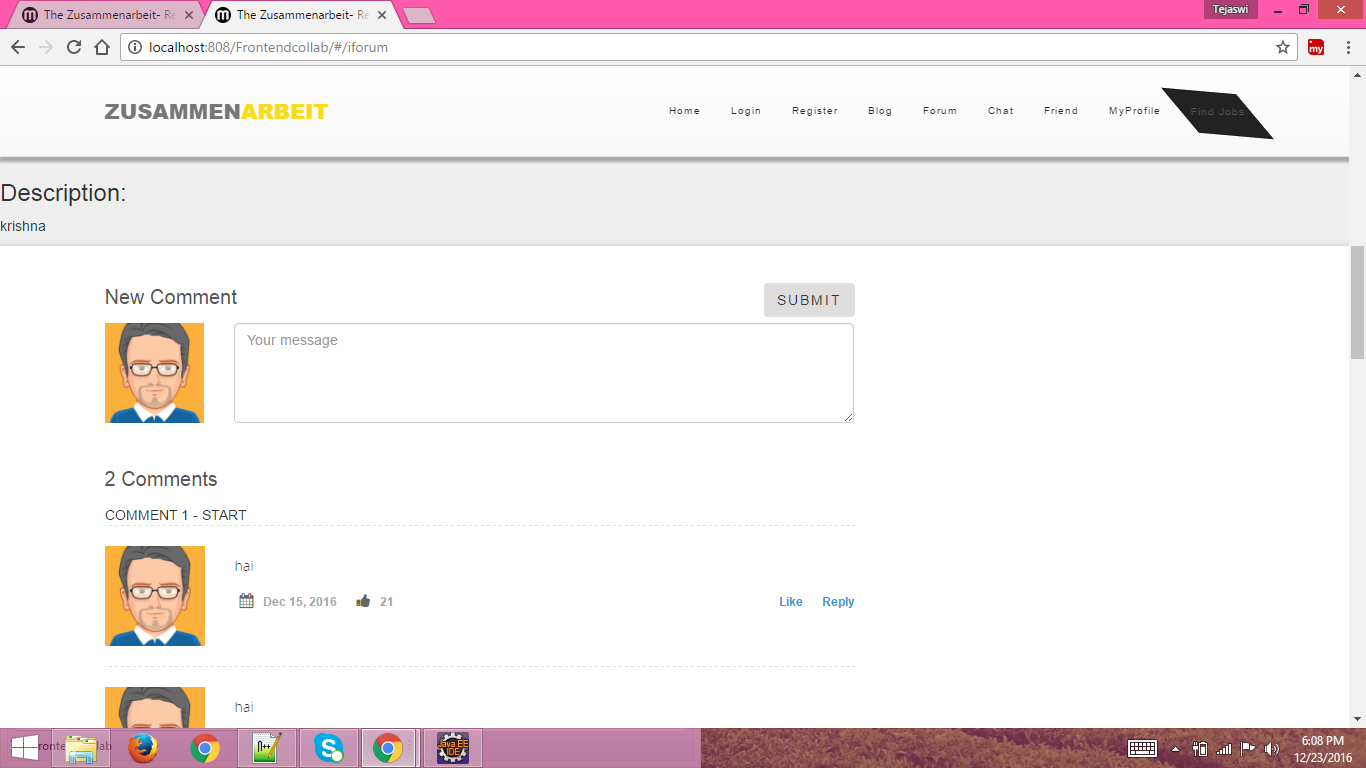 Tejaswi
The Zusammenarbeit- Re
The Zusammenarbeit- Re
localhost:808/Frontendcollab/#/iforum
my
ZUSAMMENARBEIT
Home Login Register Blog Forum Chat Friend MyProfile Find Jobs
Description:
krishna
New Comment
SUBMIT
Your message
2 Comments
COMMENT 1 - START
hai
Dec 15, 2016 21 Like Reply
hai
Java EE
IDE
6:08 PM
12/23/2016